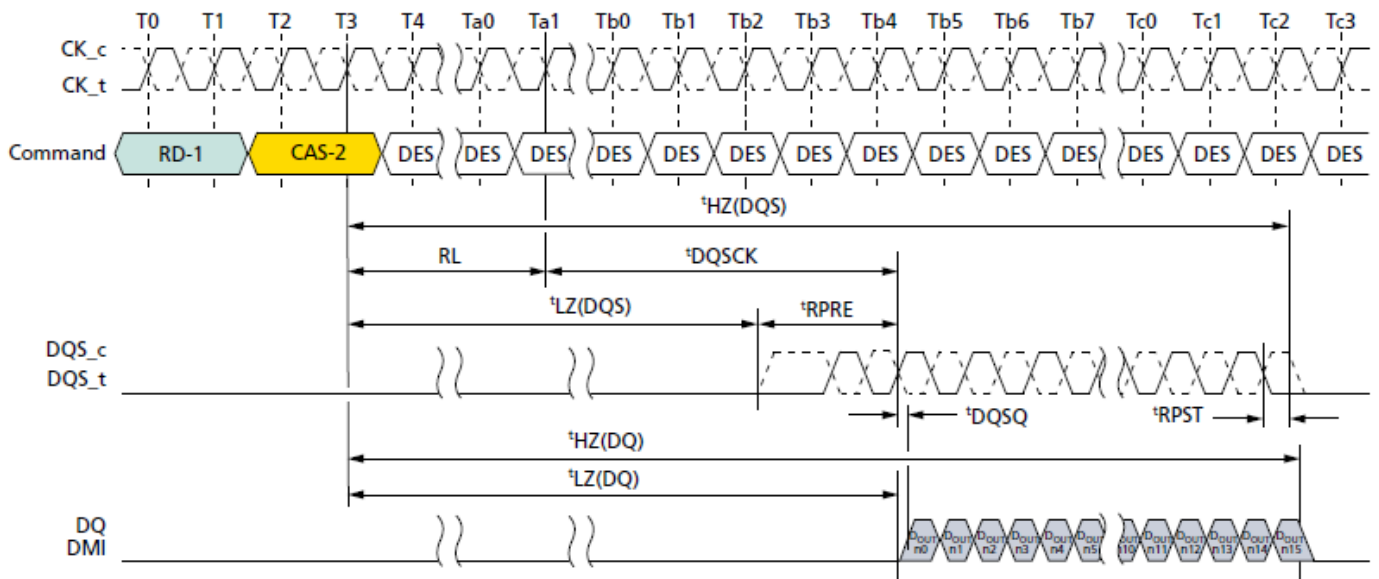 T0 T1 T2 T3 T4 Ta0 Ta1 Tb0 Tb1 Tb2 Tb3 Tb4 Tb5 Tb6 Tb7 Tc0 Tc1 Tc2 Tc3
CK_c
CK_t
Command RD-1 CAS-2 DES DES DES DES DES DES DES DES DES DES DES DES DES DES DES
tHZ(DQS)
RL tDQSCK
tLZ(DQS) tRPRE
DQS_c
DQS_t
tDQSQ tRPST
tHZ(DQ)
tLZ(DQ)
DQ
DMI
DOUT DOUT DOUT DOUT DOUT DOUT DOUT DOUT DOUT DOUT DOUT DOUT
n0 n1 n2 n3 n4 n5 n10 n11 n12 n13 n14 n15